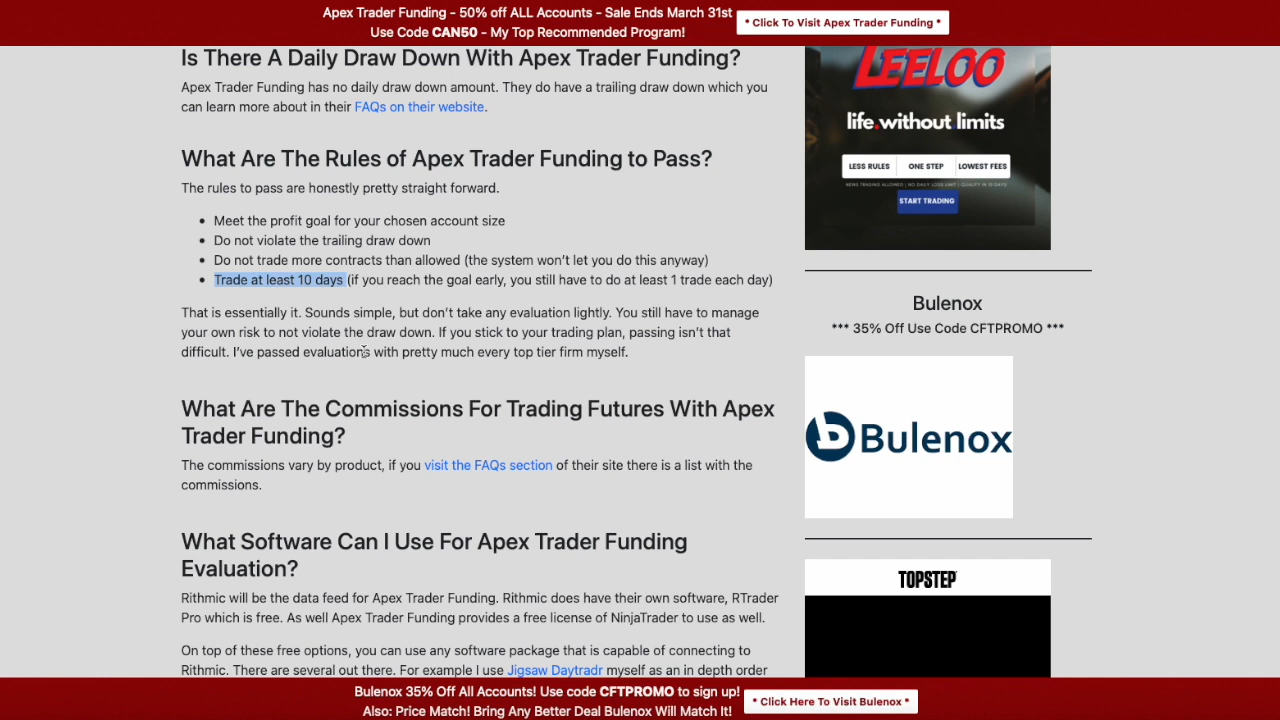 Apex Trader Funding - 50% off ALL Accounts - Sale Ends March 31st
Use Code CAN50 - My Top Recommended Program!
* Click To Visit Apex Trader Funding *
Is There A Daily Draw Down With Apex Trader Funding?
Apex Trader Funding has no daily draw down amount. They do have a trailing draw down which you
can learn more about in their FAQs on their website.
What Are The Rules of Apex Trader Funding to Pass?
The rules to pass are honestly pretty straight forward.
• Meet the profit goal for your chosen account size
• Do not violate the trailing draw down
• Do not trade more contracts than allowed (the system won’t let you do this anyway)
• Trade at least 10 days (if you reach the goal early, you still have to do at least 1 trade each day)
That is essentially it. Sounds simple, but don’t take any evaluation lightly. You still have to manage
your own risk to not violate the draw down. If you stick to your trading plan, passing isn’t that
difficult. I’ve passed evaluations with pretty much every top tier firm myself.
What Are The Commissions For Trading Futures With Apex
Trader Funding?
The commissions vary by product, if you visit the FAQs section of their site there is a list with the
commissions.
What Software Can I Use For Apex Trader Funding
Evaluation?
Rithmic will be the data feed for Apex Trader Funding. Rithmic does have their own software, RTrader
Pro which is free. As well Apex Trader Funding provides a free license of NinjaTrader to use as well.
On top of these free options, you can use any software package that is capable of connecting to
Rithmic. There are several out there. For example I use Jigsaw Daytradr myself as an in depth order
LEELOO
life.without.limits
LESS RULES
ONE STEP
LOWEST FEES
NEWS TRADING ALLOWED | NO DAILY LOSS LIMIT | QUALIFY IN 10 DAYS
START TRADING
Bulenox
*** 35% Off Use Code CFTPROMO ***
Bulenox
TOPSTEP
Bulenox 35% Off All Accounts! Use code CFTPROMO to sign up!
Also: Price Match! Bring Any Better Deal Bulenox Will Match It!
* Click Here To Visit Bulenox *